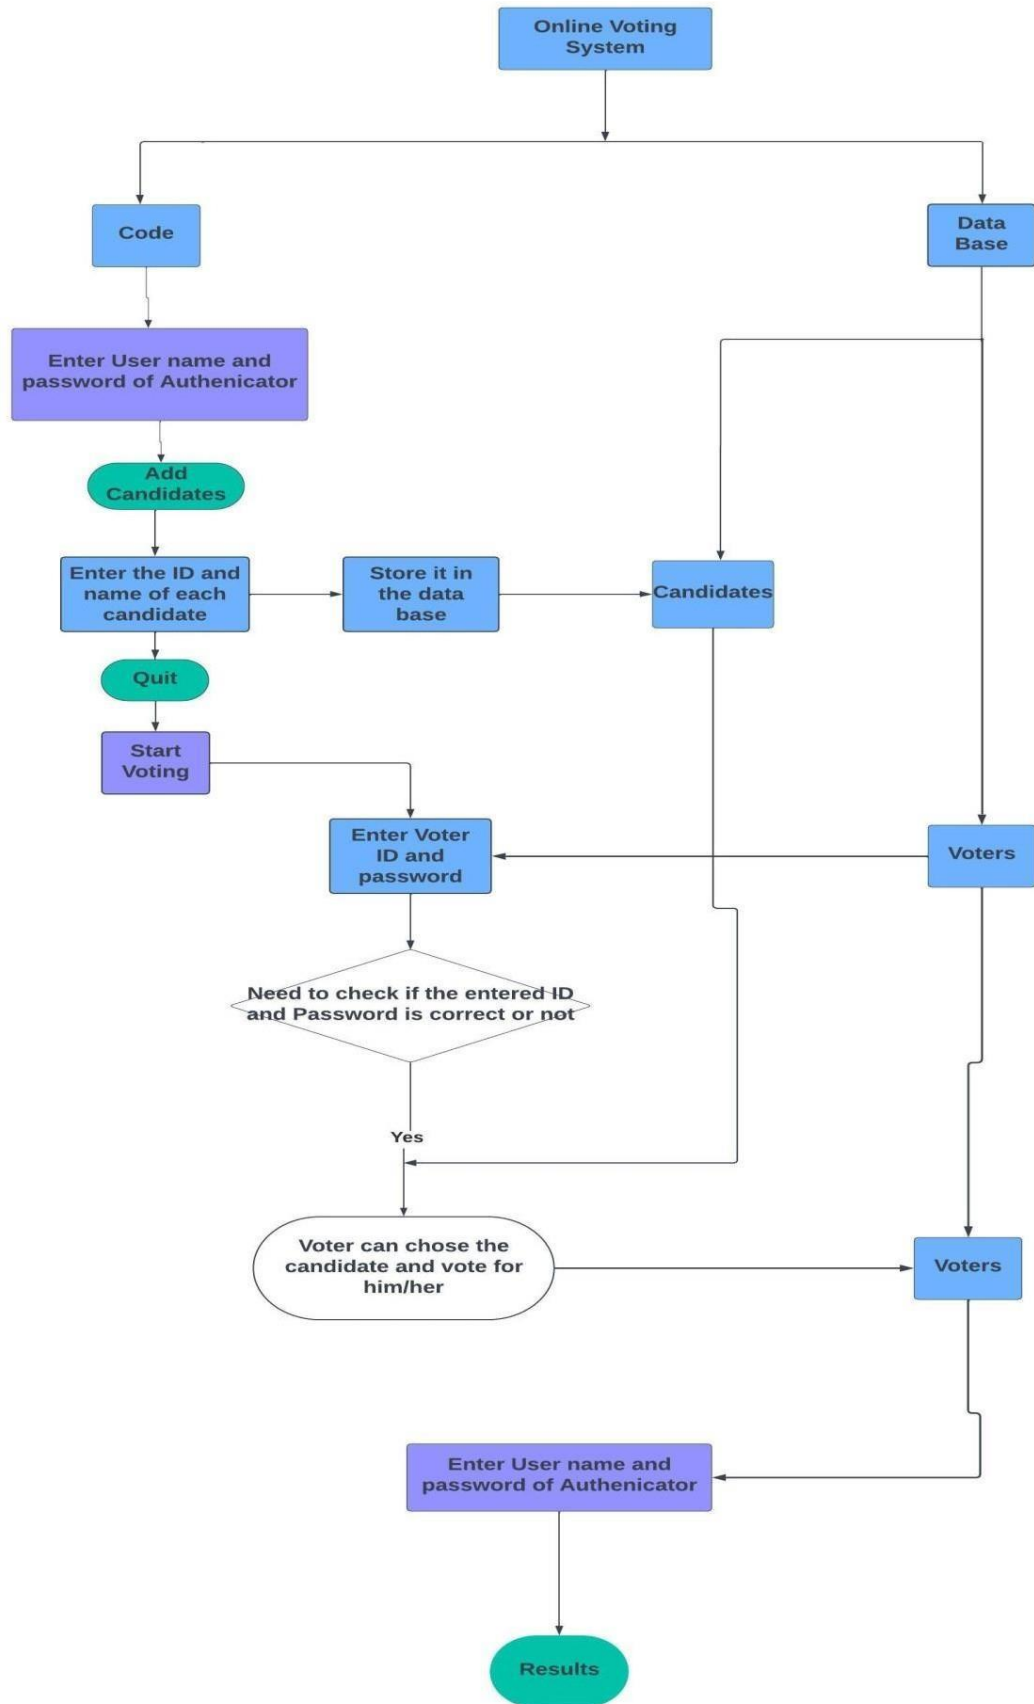 Online Voting
System
Code
Data
Base
Enter User name and
password of Authenicator
Add
Candidates
Enter the ID and
name of each
candidate
Store it in
the data
base
Candidates
Quit
Start
Voting
Enter Voter
ID and
password
Voters
Need to check if the entered ID
and Password is correct or not
Yes
Voter can chose the
candidate and vote for
him/her
Voters
Enter User name and
password of Authenicator
Results